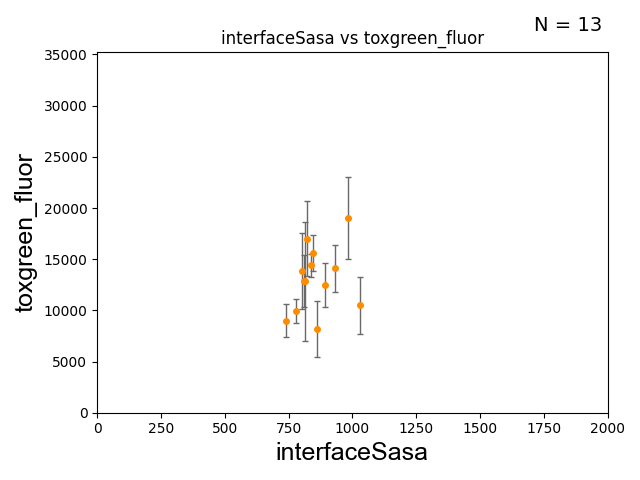 N = 13
interfaceSasa vs toxgreen_fluor
35000
30000
25000
20000
15000
10000
5000
0
toxgreen_fluor
0 250 500 750 1000 1250 1500 1750 2000
interfaceSasa